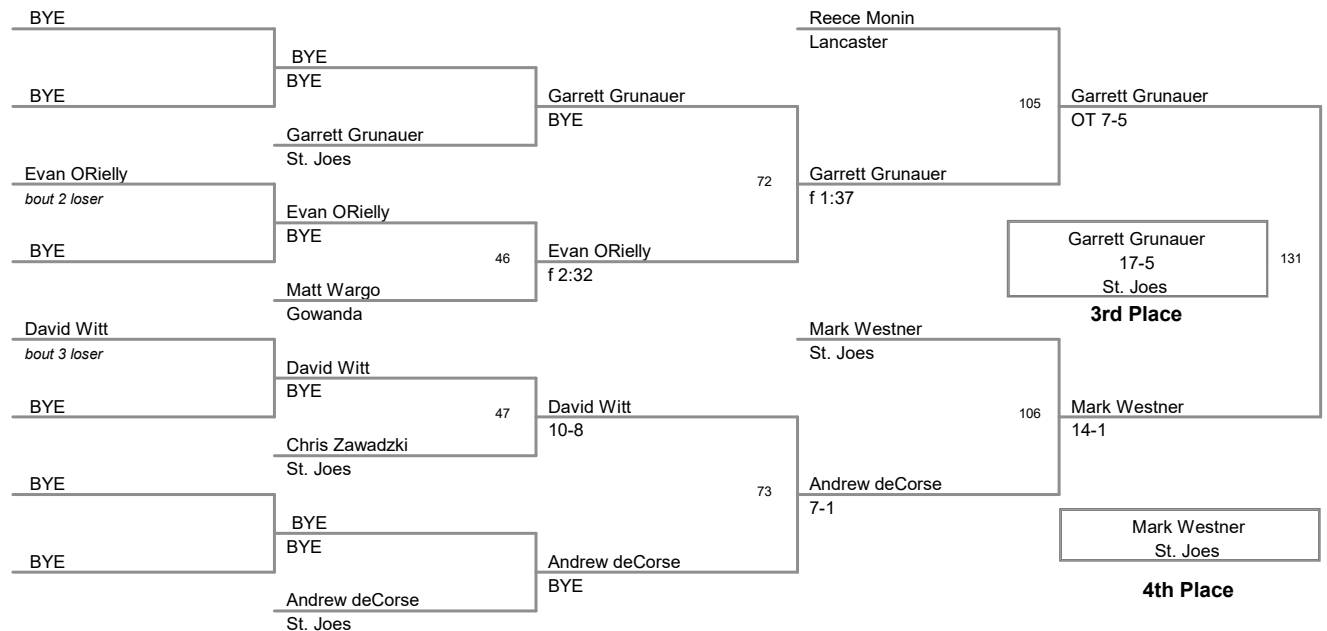 BYE
BYE
BYE
BYE
Garrett Grunauer
St. Joes
Garrett Grunauer
BYE
Evan ORielly
bout 2 loser
BYE
Evan ORielly
BYE
46
Matt Wargo
Gowanda
Evan ORielly
f 2:32
72
Garrett Grunauer
f 1:37
Reece Monin
Lancaster
105
Garrett Grunauer
OT 7-5
David Witt
bout 3 loser
BYE
David Witt
BYE
47
Chris Zawadzki
St. Joes
David Witt
10-8
BYE
BYE
BYE
BYE
Andrew deCorse
St. Joes
Andrew deCorse
BYE
73
Andrew deCorse
7-1
Mark Westner
St. Joes
106
Mark Westner
14-1
131
Garrett Grunauer
17-5
St. Joes
3rd Place
Mark Westner
St. Joes
4th Place